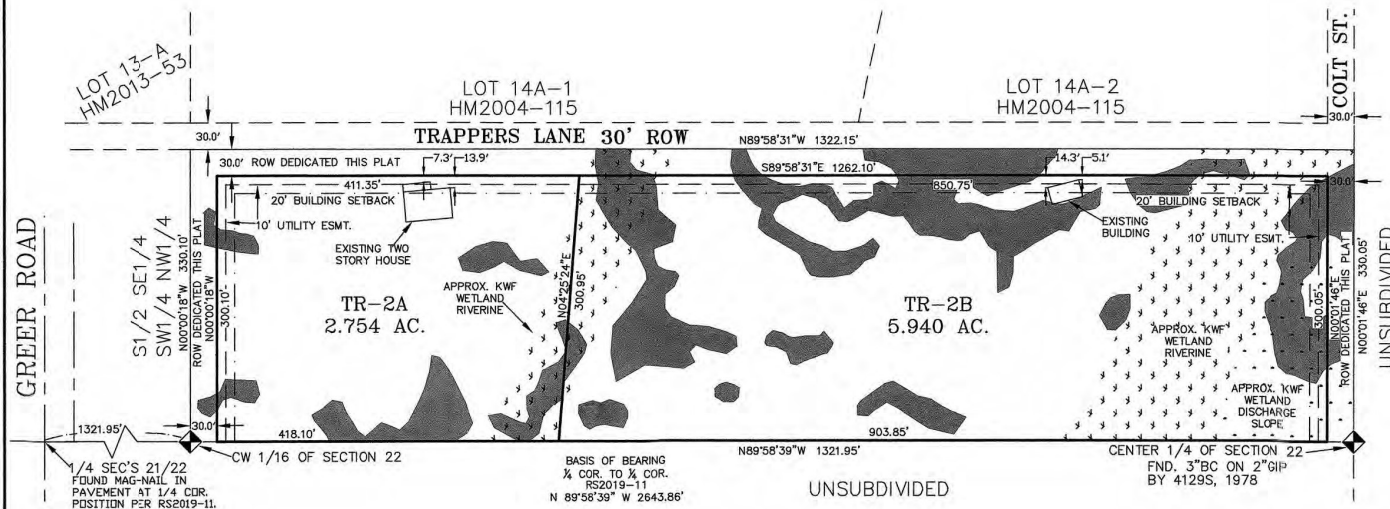 LOT 13-A
HM2013-53
LOT 14A-1
HM2004-115
LOT 14A-2
HM2004-115
COLT ST.
30.0'
30.0'
TRAPPERS LANE 30' ROW
N89°58'31"W 1322.15'
30.0' ROW DEDICATED THIS PLAT
7.3'
13.9'
S89°58'31"E 1262.10'
14.3'
5.1'
30.0'
411.35'
850.75'
20' BUILDING SETBACK
20' BUILDING SETBACK
10' UTILITY ESMT.
EXISTING TWO
STORY HOUSE
EXISTING
BUILDING
10' UTILITY ESMT.
GREER ROAD
S1/2 SE1/4
SW1/4 NW1/4
N00°00'18"W 330.10'
ROW DEDICATED THIS PLAT
N00°00'18"W
300.10'
APPROX. KWF
WETLAND
RIVERINE
N04°25'24"E
300.95'
TR-2A
2.754 AC.
TR-2B
5.940 AC.
APPROX. KWF
WETLAND
RIVERINE
APPROX. KWF
WETLAND
DISCHARGE
SLOPE
300.05'
N00°01'46"E
ROW DEDICATED THIS PLAT
N00°01'46"E 330.05'
UNSUBDIVIDED
1321.95'
30.0'
418.10'
903.85'
N89°58'39"W 1321.95'
CW 1/16 OF SECTION 22
1/4 SEC'S 21/22
FOUND MAG-NAIL IN
PAVEMENT AT 1/4 COR.
POSITION PER RS2019-11.
BASIS OF BEARING
¼ COR. TO ¼ COR.
RS2019-11
N 89°58'39" W 2643.86'
UNSUBDIVIDED
CENTER 1/4 OF SECTION 22
FND. 3"BC ON 2"GIP
BY 4129S, 1978